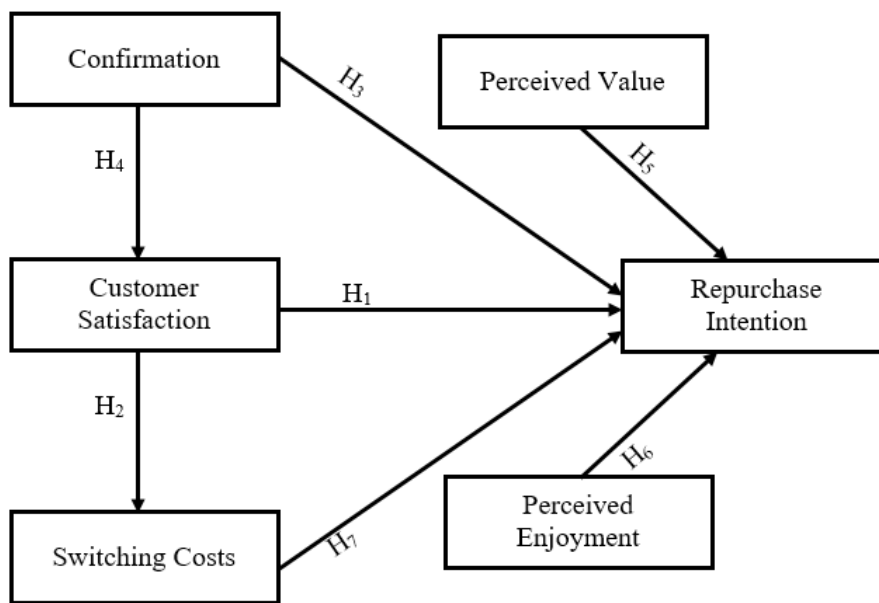 Confirmation
Perceived Value
H₃
H₅
H₄
Customer
Satisfaction
H₁
Repurchase
Intention
H₂
H₆
Perceived
Enjoyment
H₇
Switching Costs